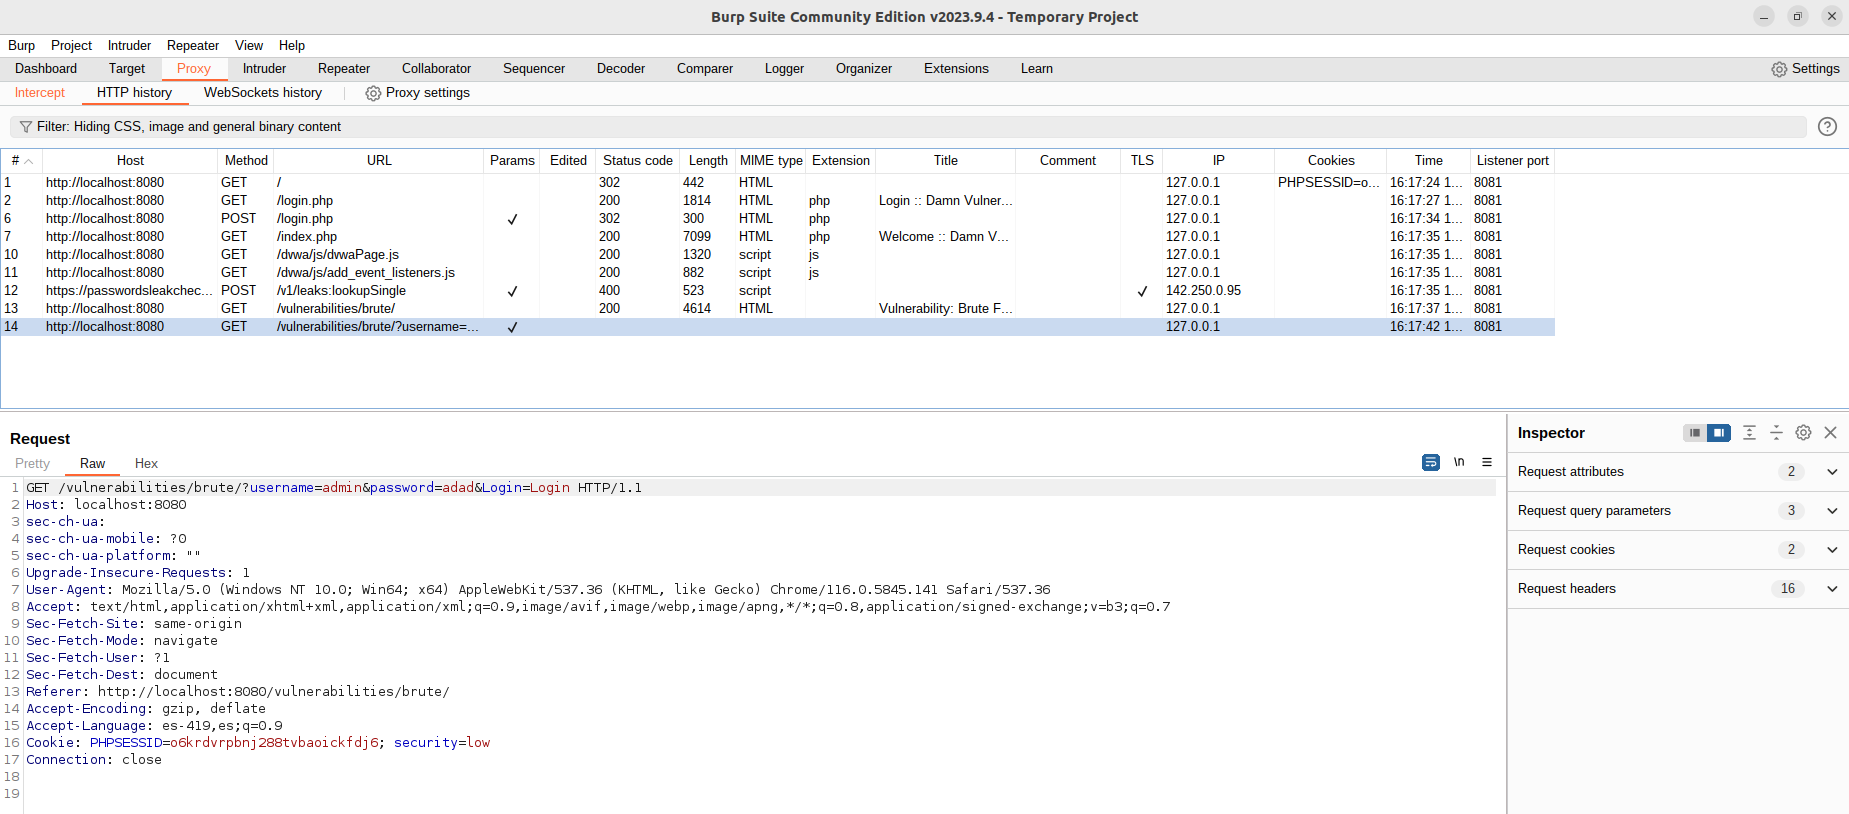 Burp Suite Community Edition v2023.9.4 - Temporary Project
Burp Project Intruder Repeater View Help
Dashboard Target Proxy Intruder Repeater Collaborator Sequencer Decoder Comparer Logger Organizer Extensions Learn Settings
Intercept HTTP history WebSockets history Proxy settings
Filter: Hiding CSS, image and general binary content
# Host Method URL Params Edited Status code Length MIME type Extension Title Comment TLS IP Cookies Time Listener port
1 http://localhost:8080 GET / 302 442 HTML 127.0.0.1 PHPSESSID=o... 16:17:24 1... 8081
2 http://localhost:8080 GET /login.php 200 1814 HTML php Login :: Damn Vulner... 127.0.0.1 16:17:27 1... 8081
6 http://localhost:8080 POST /login.php ✓ 302 300 HTML php 127.0.0.1 16:17:34 1... 8081
7 http://localhost:8080 GET /index.php 200 7099 HTML php Welcome :: Damn V... 127.0.0.1 16:17:35 1... 8081
10 http://localhost:8080 GET /dvwa/js/dvwaPage.js 200 1320 script js 127.0.0.1 16:17:35 1... 8081
11 http://localhost:8080 GET /dvwa/js/add_event_listeners.js 200 882 script js 127.0.0.1 16:17:35 1... 8081
12 https://passwordsleakchec... POST /v1/leaks:lookupSingle ✓ 400 523 script ✓ 142.250.0.95 16:17:35 1... 8081
13 http://localhost:8080 GET /vulnerabilities/brute/ 200 4614 HTML Vulnerability: Brute F... 127.0.0.1 16:17:37 1... 8081
14 http://localhost:8080 GET /vulnerabilities/brute/?username=... ✓ 127.0.0.1 16:17:42 1... 8081
Request
Pretty Raw Hex \n
1 GET /vulnerabilities/brute/?username=admin&password=adad&Login=Login HTTP/1.1
2 Host: localhost:8080
3 sec-ch-ua:
4 sec-ch-ua-mobile: ?0
5 sec-ch-ua-platform: ""
6 Upgrade-Insecure-Requests: 1
7 User-Agent: Mozilla/5.0 (Windows NT 10.0; Win64; x64) AppleWebKit/537.36 (KHTML, like Gecko) Chrome/116.0.5845.141 Safari/537.36
8 Accept: text/html,application/xhtml+xml,application/xml;q=0.9,image/avif,image/webp,image/apng,*/*;q=0.8,application/signed-exchange;v=b3;q=0.7
9 Sec-Fetch-Site: same-origin
10 Sec-Fetch-Mode: navigate
11 Sec-Fetch-User: ?1
12 Sec-Fetch-Dest: document
13 Referer: http://localhost:8080/vulnerabilities/brute/
14 Accept-Encoding: gzip, deflate
15 Accept-Language: es-419,es;q=0.9
16 Cookie: PHPSESSID=o6krdvrpbnj288tvbaoickfdj6; security=low
17 Connection: close
18
19
Inspector
Request attributes 2
Request query parameters 3
Request cookies 2
Request headers 16